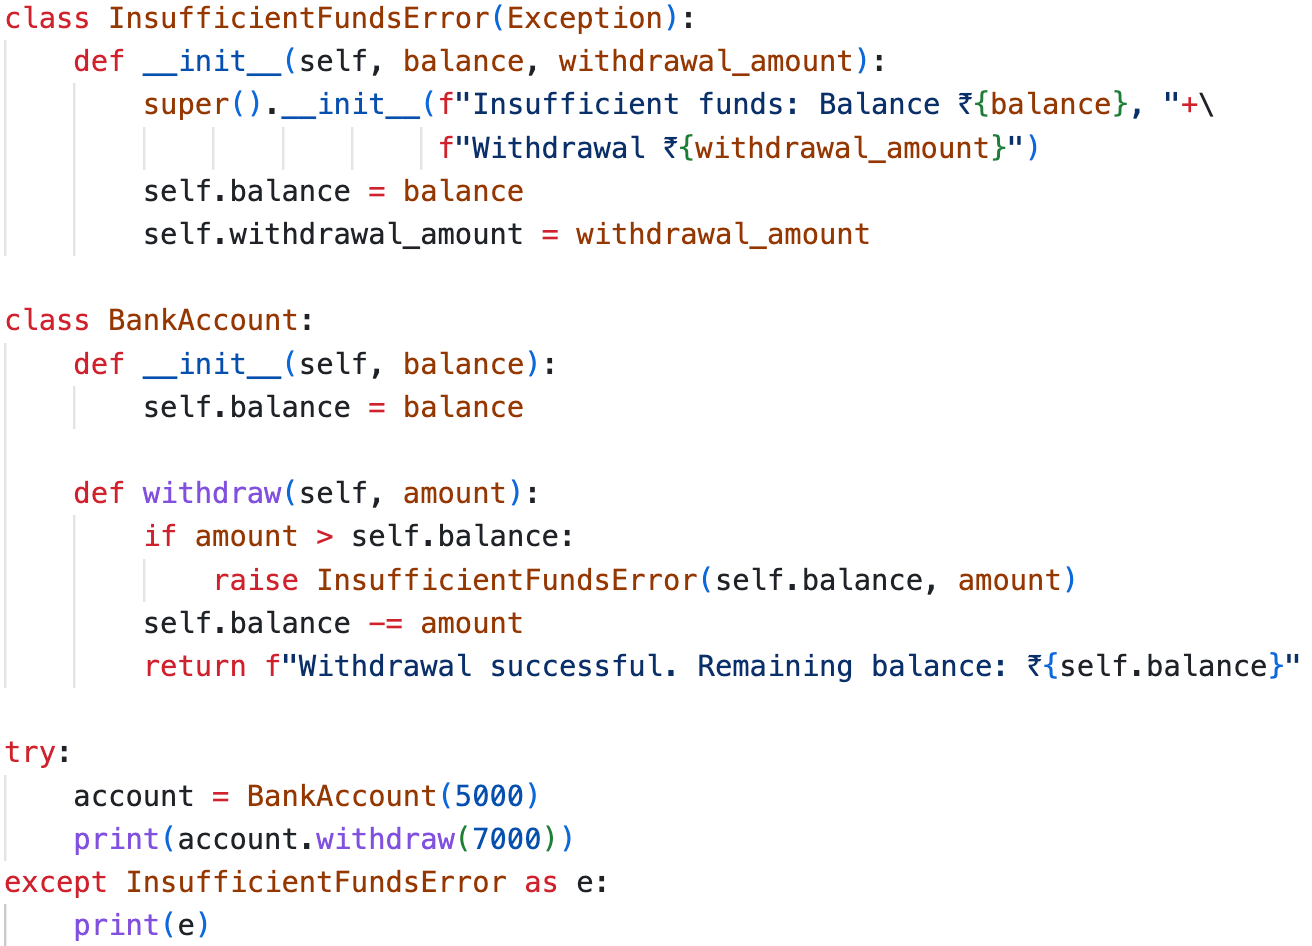 class InsufficientFundsError(Exception):
    def __init__(self, balance, withdrawal_amount):
        super().__init__(f"Insufficient funds: Balance ₹{balance}, "+\
                         f"Withdrawal ₹{withdrawal_amount}")
        self.balance = balance
        self.withdrawal_amount = withdrawal_amount

class BankAccount:
    def __init__(self, balance):
        self.balance = balance

    def withdraw(self, amount):
        if amount > self.balance:
            raise InsufficientFundsError(self.balance, amount)
        self.balance -= amount
        return f"Withdrawal successful. Remaining balance: ₹{self.balance}"

try:
    account = BankAccount(5000)
    print(account.withdraw(7000))
except InsufficientFundsError as e:
    print(e)